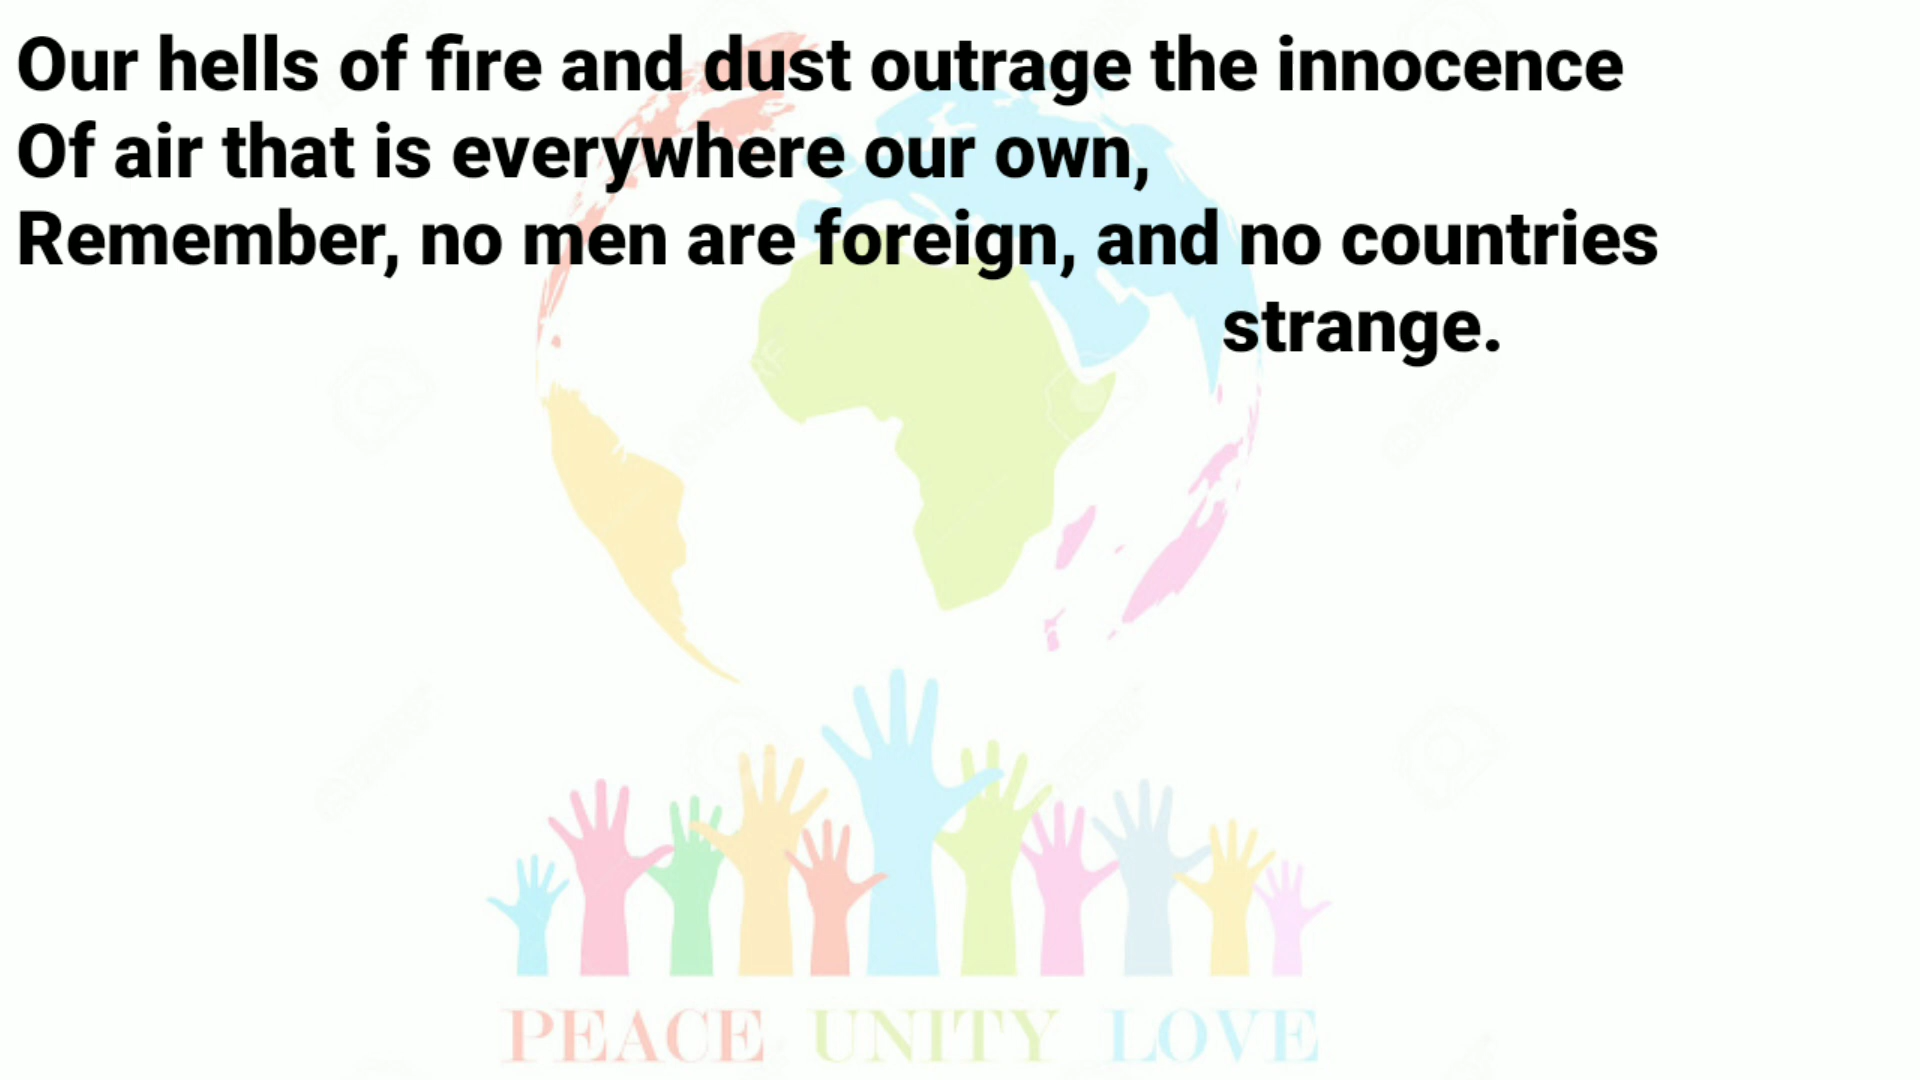 Our hells of fire and dust outrage the innocence
Of air that is everywhere our own,
Remember, no men are foreign, and no countries
strange.
PEACE UNITY LOVE